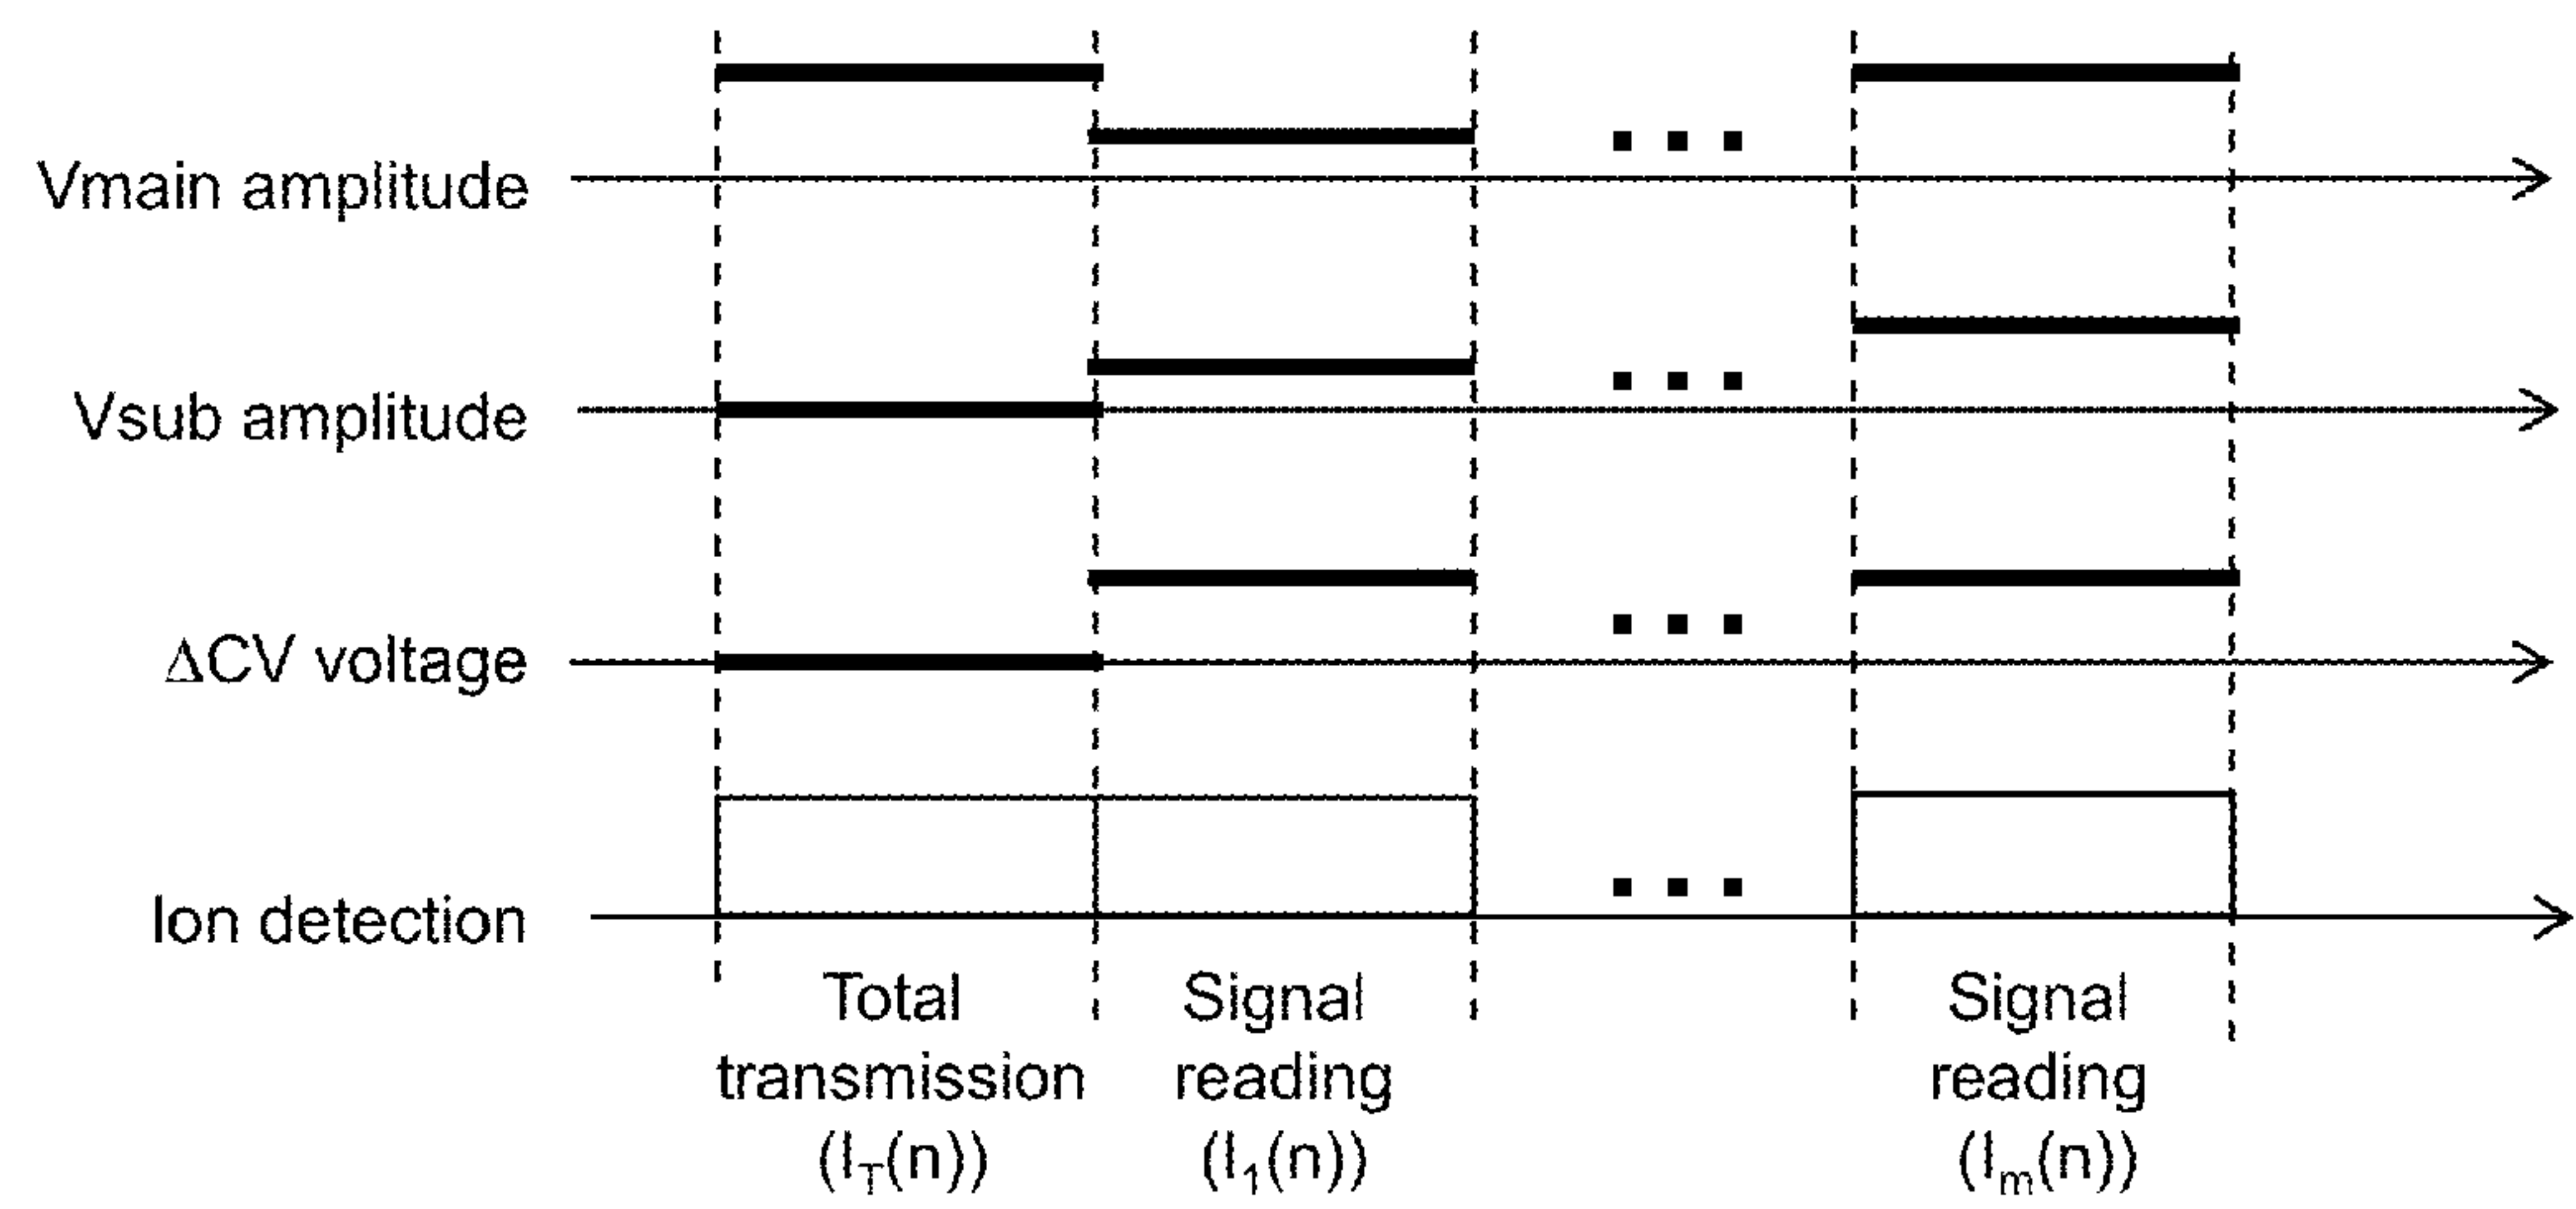 Vmain amplitude
Vsub amplitude
ΔCV voltage
Ion detection
Total
transmission
(I_T(n))
Signal
reading
(I_1(n))
Signal
reading
(I_m(n))